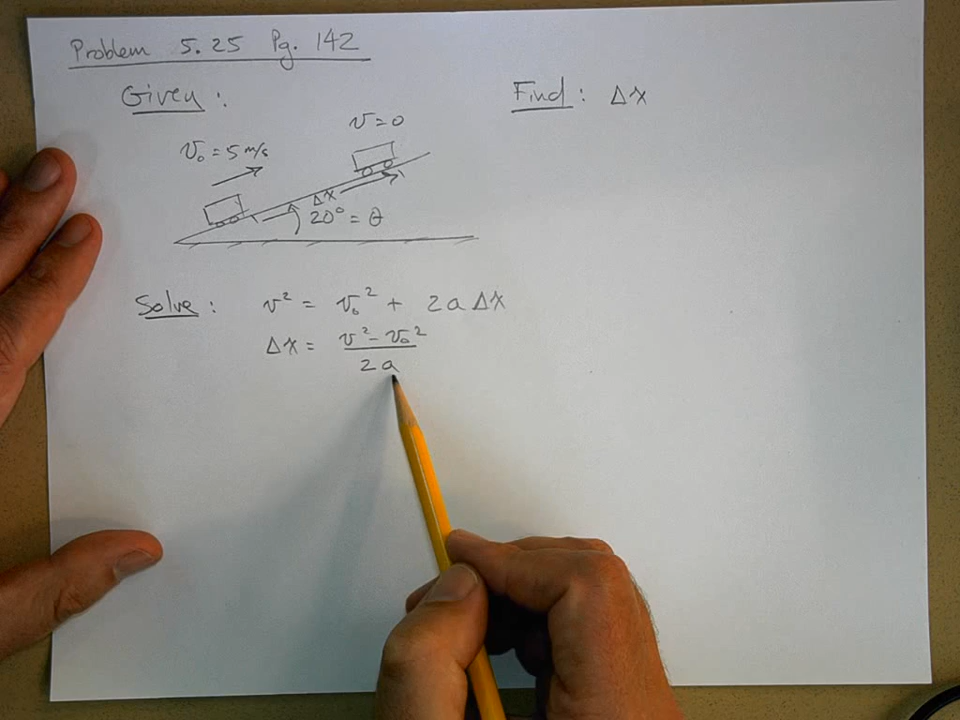 Problem 5.25 Pg. 142
Given:
Find: Δx
v=0
v₀ = 5 m/s
Δx
20° = θ
Solve: v² = v₀² + 2aΔx
Δx = v² - v₀²
2a